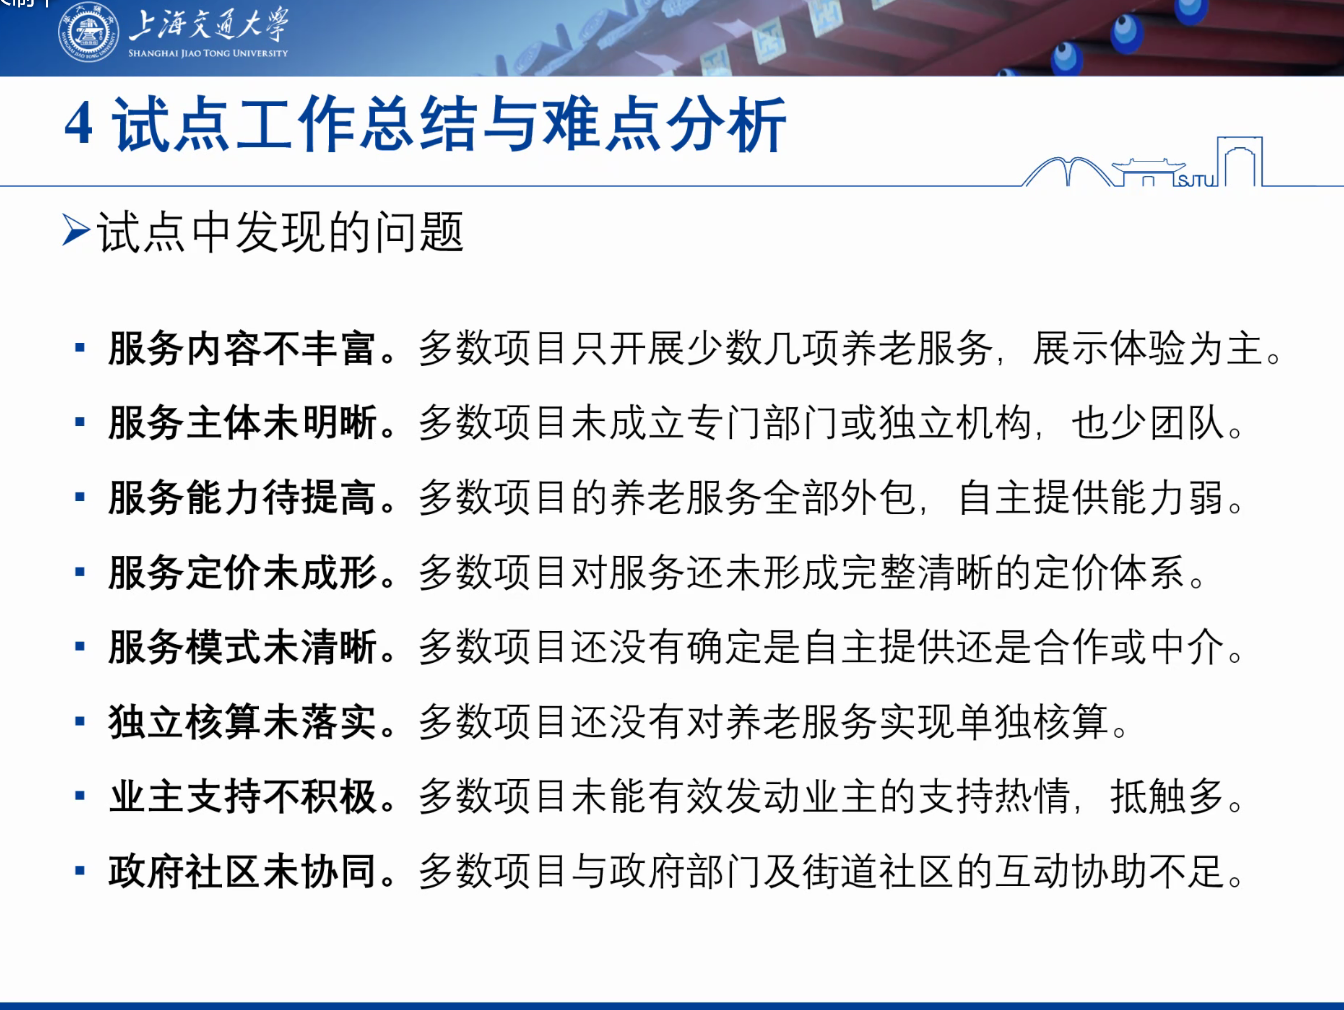 上海交通大学
SHANGHAI JIAO TONG UNIVERSITY
4 试点工作总结与难点分析
SJTU
试点中发现的问题
服务内容不丰富。多数项目只开展少数几项养老服务，展示体验为主。
服务主体未明晰。多数项目未成立专门部门或独立机构，也少团队。
服务能力待提高。多数项目的养老服务全部外包，自主提供能力弱。
服务定价未成形。多数项目对服务还未形成完整清晰的定价体系。
服务模式未清晰。多数项目还没有确定是自主提供还是合作或中介。
独立核算未落实。多数项目还没有对养老服务实现单独核算。
业主支持不积极。多数项目未能有效发动业主的支持热情，抵触多。
政府社区未协同。多数项目与政府部门及街道社区的互动协助不足。